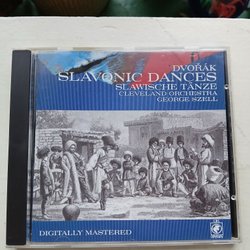 DVOŘÁK
SLAVONIC DANCES
SLAWISCHE TÄNZE
CLEVELAND ORCHESTRA
GEORGE SZELL
DIGITALLY MASTERED